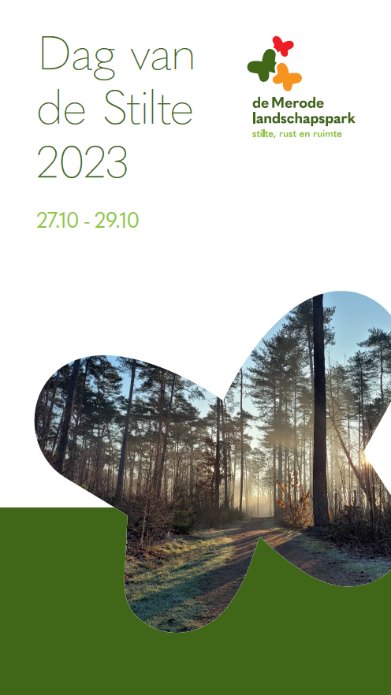 Dag van
de Stilte
2023
27.10 - 29.10
de Merode
landschapspark
stilte, rust en ruimte